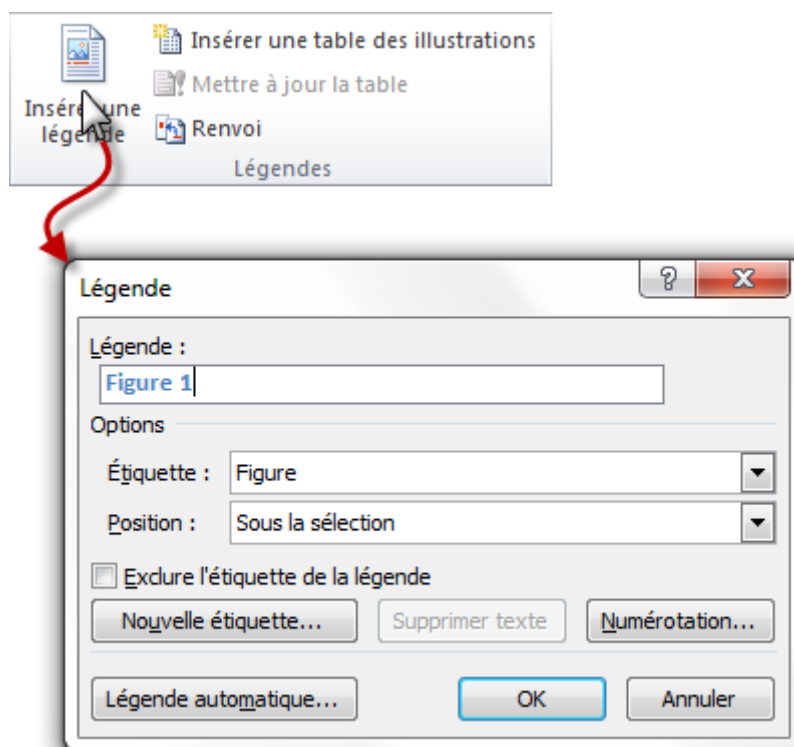 Insérer une table des illustrations
Mettre à jour la table
Insérer une
légende
Renvoi
Légendes
Légende
?
Légende :
Figure 1
Options
Étiquette : Figure
Position : Sous la sélection
Exclure l'étiquette de la légende
Nouvelle étiquette... Supprimer texte Numérotation...
Légende automatique... OK Annuler